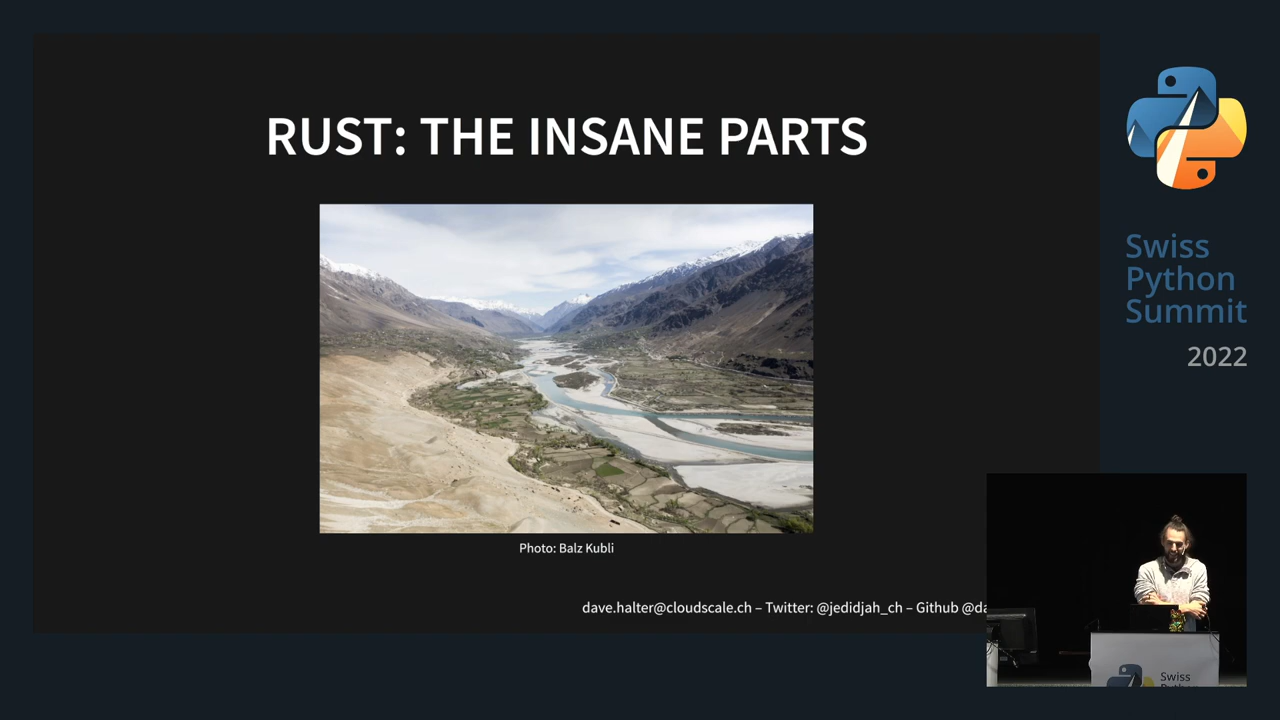 RUST: THE INSANE PARTS
Photo: Balz Kubli
dave.halter@cloudscale.ch – Twitter: @jedidjah_ch – Github @da
Swiss
Python
Summit
2022
Swiss